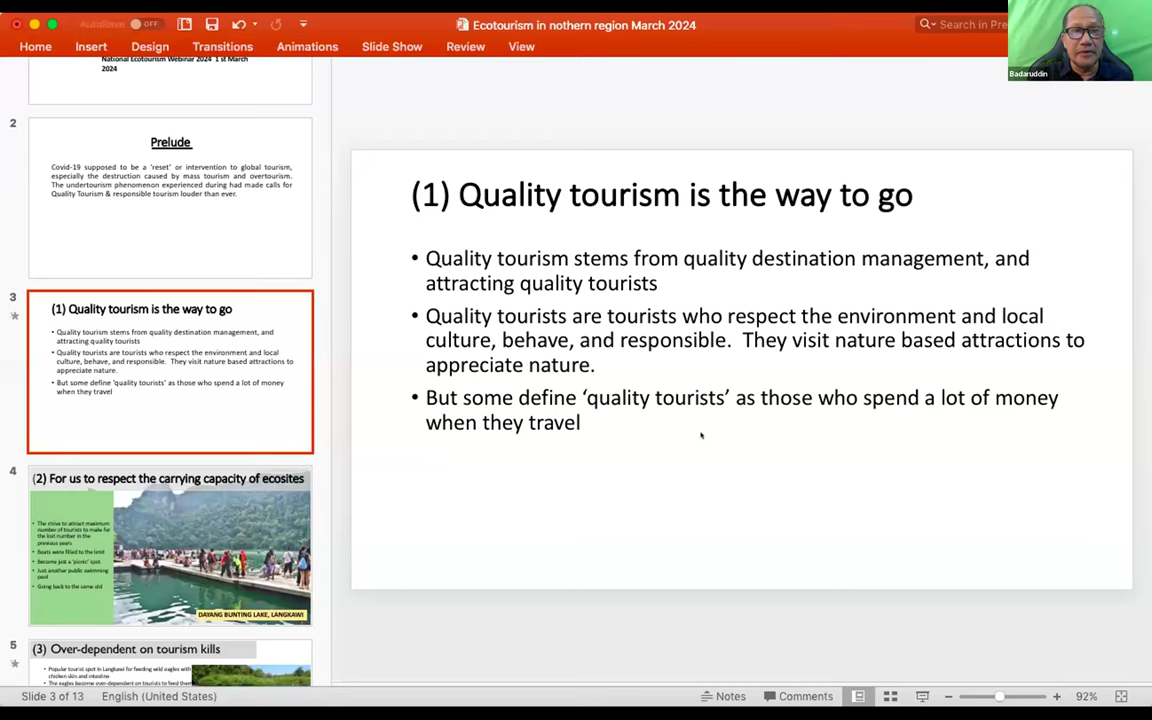 AutoSave OFF
Ecotourism in nothern region March 2024
Search in Pre
Home Insert Design Transitions Animations Slide Show Review View
Badaruddin
National Ecotourism Webinar 2024 1 st March
2024
2
Prelude
Covid-19 supposed to be a 'reset' or intervention to global tourism,
especially the destruction caused by mass tourism and overtourism.
The undertourism phenomenon experienced during had made calls for
Quality Tourism & responsible tourism louder than ever.
3
(1) Quality tourism is the way to go
• Quality tourism stems from quality destination management, and
attracting quality tourists
• Quality tourists are tourists who respect the environment and local
culture, behave, and responsible. They visit nature based attractions to
appreciate nature.
• But some define 'quality tourists' as those who spend a lot of money
when they travel
4
(2) For us to respect the carrying capacity of ecosites
• The strive to attract maximum
number of tourists to make for
the lost number in the
previous years
• Boats were filled to the limit
• Become just a 'picnic' spot
• Just another public swimming
pool
• Going back to the same old
DAYANG BUNTING LAKE, LANGKAWI
5
(3) Over-dependent on tourism kills
• Popular tourist spot in Langkawi for feeding wild eagles with
chicken skin and intestine
• The eagles become over-dependent on tourists to feed them
(1) Quality tourism is the way to go
• Quality tourism stems from quality destination management, and
attracting quality tourists
• Quality tourists are tourists who respect the environment and local
culture, behave, and responsible. They visit nature based attractions to
appreciate nature.
• But some define ‘quality tourists’ as those who spend a lot of money
when they travel
Slide 3 of 13 English (United States) Notes Comments 92%